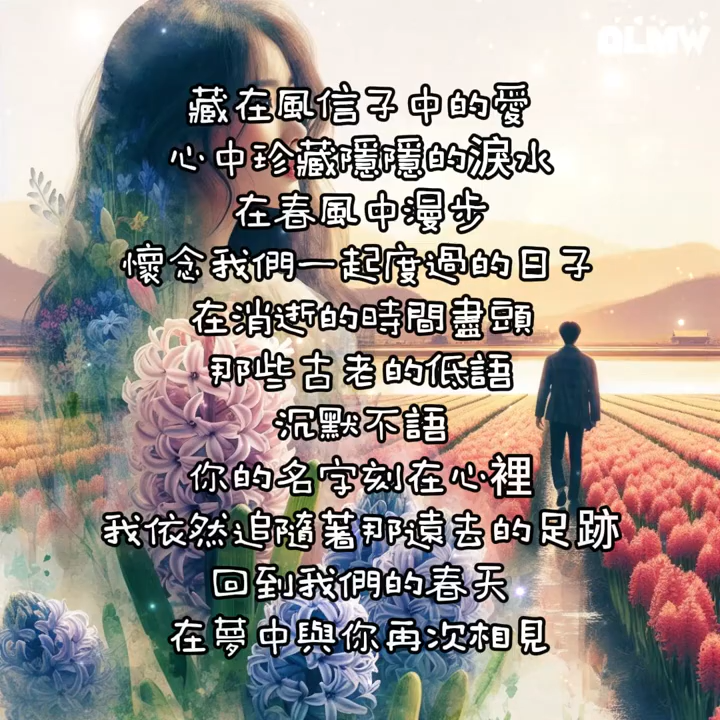 OLMW
藏在風信子中的愛
心中珍藏隱隱的淚水
在春風中漫步
懷念我們一起度過的日子
在消逝的時間盡頭
那些古老的低語
沉默不語
你的名字刻在心裡
我依然追隨著那遠去的足跡
回到我們的春天
在夢中與你再次相見